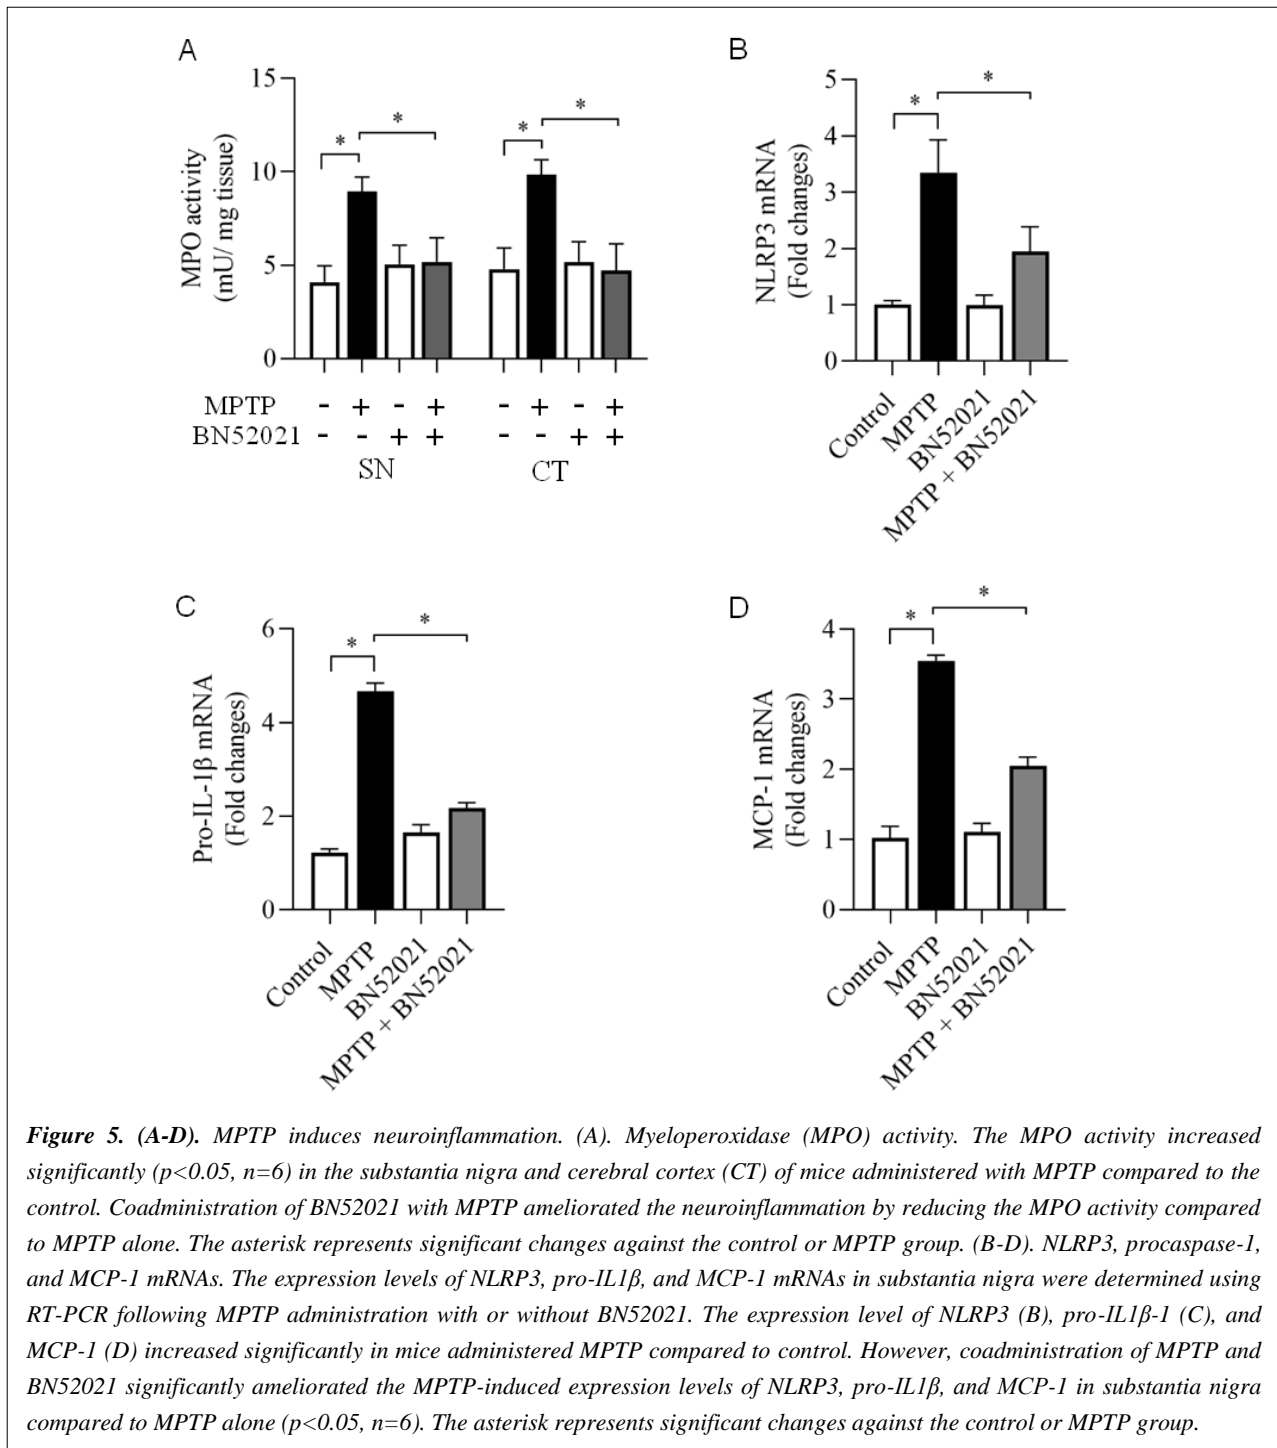 A
15
10
5
0
MPO activity
(mU/ mg tissue)
*
*
*
*
MPTP - + - + - + - +
BN52021 - - + + - - + +
SN CT
B
5
4
3
2
1
0
NLRP3 mRNA
(Fold changes)
*
*
Control
MPTP
BN52021
MPTP + BN52021
C
6
4
2
0
Pro-IL-1β mRNA
(Fold changes)
*
*
Control
MPTP
BN52021
MPTP + BN52021
D
4
3
2
1
0
MCP-1 mRNA
(Fold changes)
*
*
Control
MPTP
BN52021
MPTP + BN52021
Figure 5. (A-D). MPTP induces neuroinflammation. (A). Myeloperoxidase (MPO) activity. The MPO activity increased
significantly (p<0.05, n=6) in the substantia nigra and cerebral cortex (CT) of mice administered with MPTP compared to the
control. Coadministration of BN52021 with MPTP ameliorated the neuroinflammation by reducing the MPO activity compared
to MPTP alone. The asterisk represents significant changes against the control or MPTP group. (B-D). NLRP3, procaspase-1,
and MCP-1 mRNAs. The expression levels of NLRP3, pro-IL1β, and MCP-1 mRNAs in substantia nigra were determined using
RT-PCR following MPTP administration with or without BN52021. The expression level of NLRP3 (B), pro-IL1β-1 (C), and
MCP-1 (D) increased significantly in mice administered MPTP compared to control. However, coadministration of MPTP and
BN52021 significantly ameliorated the MPTP-induced expression levels of NLRP3, pro-IL1β, and MCP-1 in substantia nigra
compared to MPTP alone (p<0.05, n=6). The asterisk represents significant changes against the control or MPTP group.